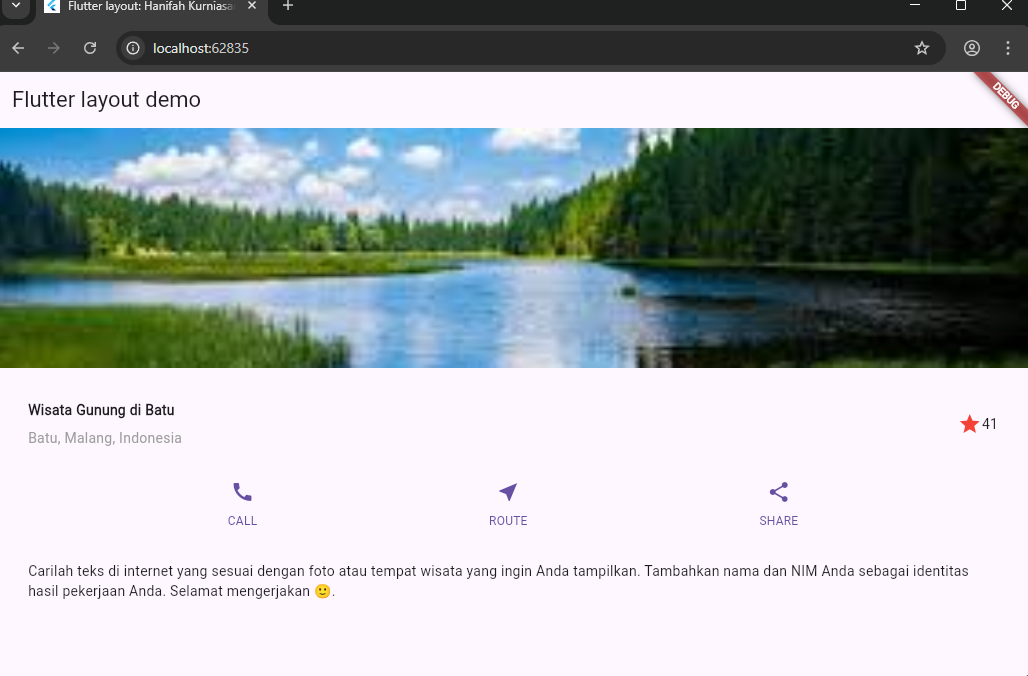 Flutter layout: Hanifah Kurniasa
localhost:62835
Flutter layout demo
DEBUG
Wisata Gunung di Batu
Batu, Malang, Indonesia
41
CALL
ROUTE
SHARE
Carilah teks di internet yang sesuai dengan foto atau tempat wisata yang ingin Anda tampilkan. Tambahkan nama dan NIM Anda sebagai identitas
hasil pekerjaan Anda. Selamat mengerjakan 🙂.